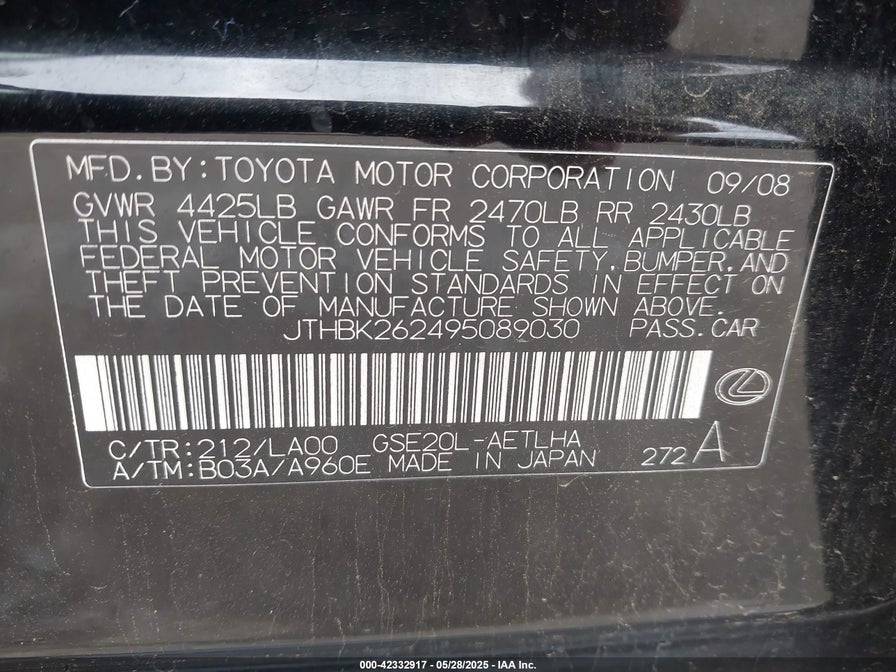 MFD.BY:TOYOTA MOTOR CORPORATION 09/08
GVWR 4425LB GAWR FR 2470LB RR 2430LB
THIS VEHICLE CONFORMS TO ALL APPLICABLE
FEDERAL MOTOR VEHICLE SAFETY, BUMPER, AND
THEFT PREVENTION STANDARDS IN EFFECT ON
THE DATE OF MANUFACTURE SHOWN ABOVE.
JTHBK262495089030 PASS.CAR
C/TR:212/LA00 GSE20L-AETLHA
A/TM:B03A/A960E MADE IN JAPAN 272 A
000-42332917 - 05/28/2025 - IAA Inc.